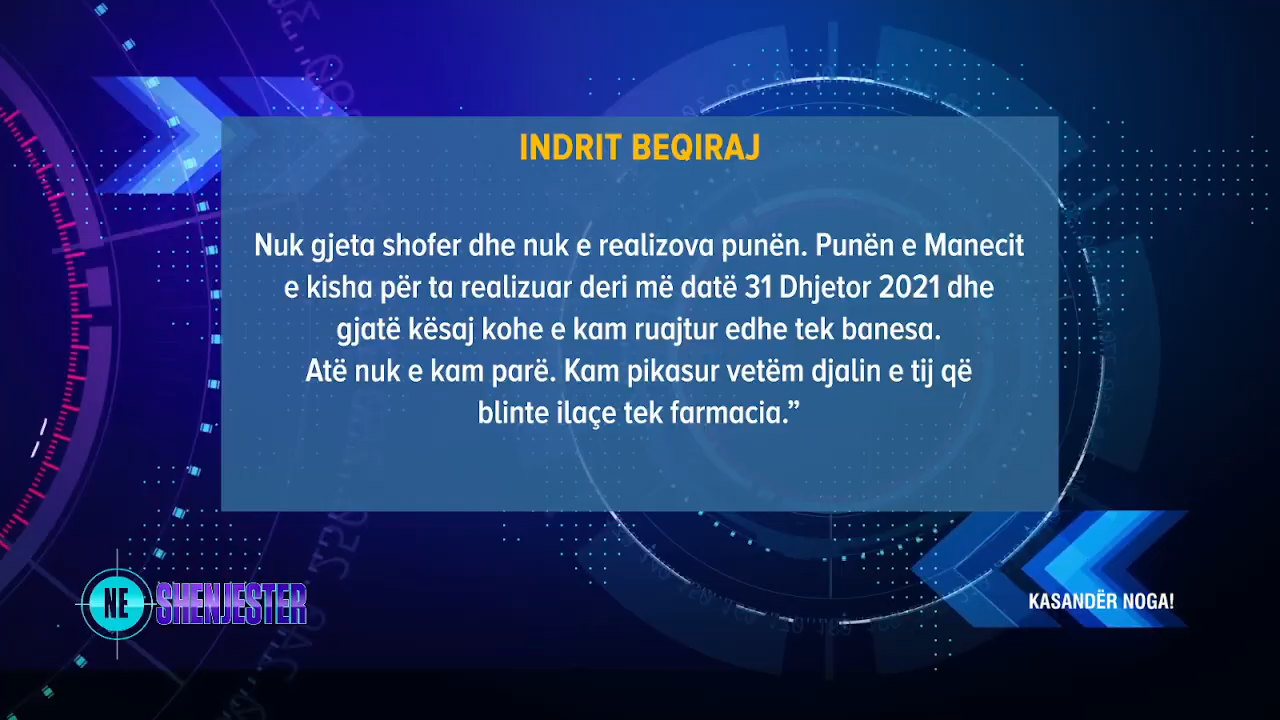 INDRIT BEQIRAJ
Nuk gjeta shofer dhe nuk e realizova punën. Punën e Manecit
e kisha për ta realizuar deri më datë 31 Dhjetor 2021 dhe
gjatë kësaj kohe e kam ruajtur edhe tek banesa.
Atë nuk e kam parë. Kam pikasur vetëm djalin e tij që
blinte ilaçe tek farmacia.”
NE SHENJESTER
KASANDËR NOGA!